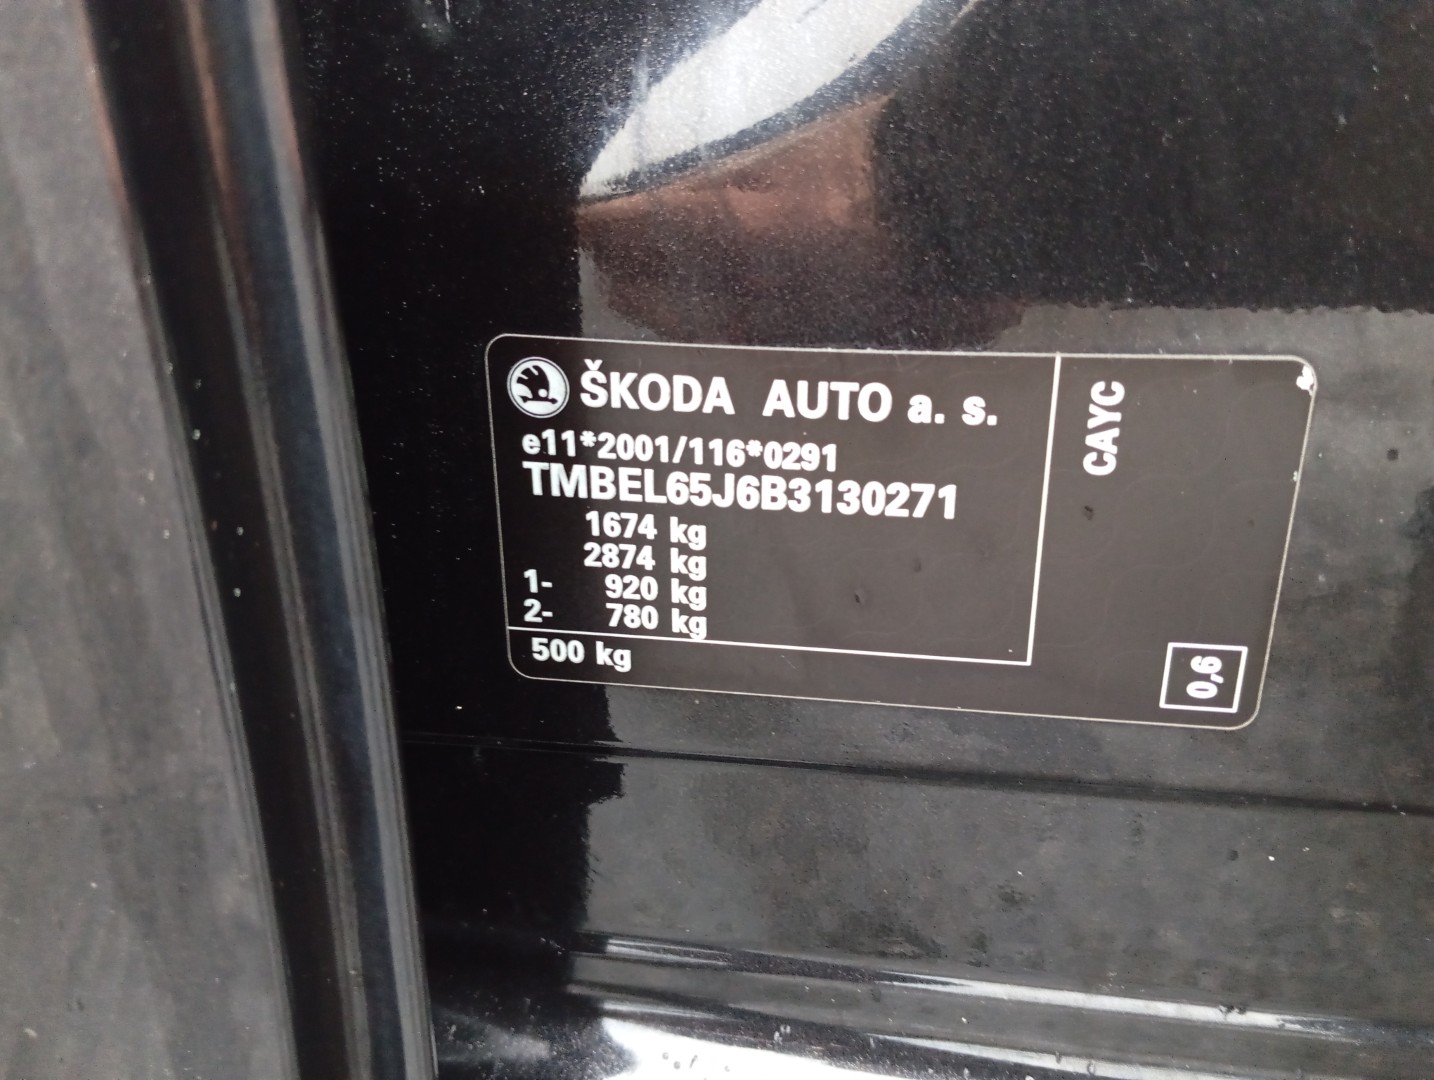 ŠKODA AUTO a. s.
e11*2001/116*0291
TMBEL65J6B3130271
1674 kg
2874 kg
1- 920 kg
2- 780 kg
500 kg
CAYC
0,6